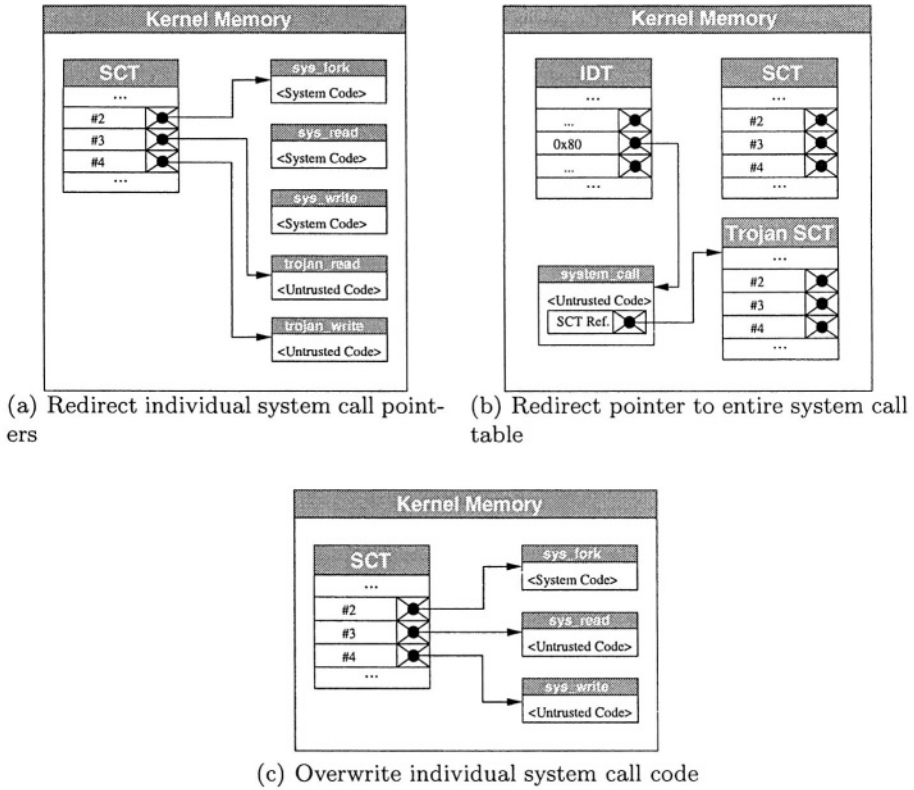 Kernel Memory
SCT
...
#2
#3
#4
...
sys_fork
<System Code>
sys_read
<System Code>
sys_write
<System Code>
trojan_read
<Untrusted Code>
trojan_write
<Untrusted Code>
(a) Redirect individual system call point-
ers
Kernel Memory
IDT
...
...
0x80
...
...
SCT
...
#2
#3
#4
...
system_call
<Untrusted Code>
SCT Ref.
Trojan SCT
...
#2
#3
#4
...
(b) Redirect pointer to entire system call
table
Kernel Memory
SCT
...
#2
#3
#4
...
sys_fork
<System Code>
sys_read
<Untrusted Code>
sys_write
<Untrusted Code>
(c) Overwrite individual system call code